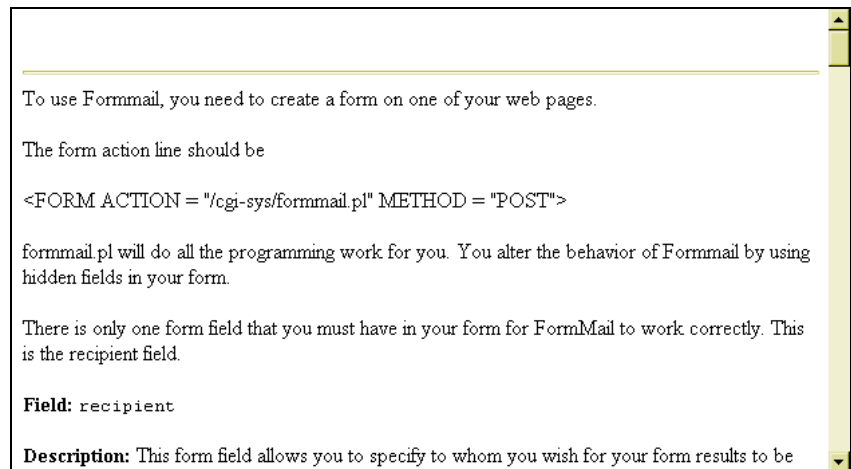 To use Formmail, you need to create a form on one of your web pages.
The form action line should be
<FORM ACTION = "/cgi-sys/formmail.pl" METHOD = "POST">
formmail.pl will do all the programming work for you. You alter the behavior of Formmail by using
hidden fields in your form.
There is only one form field that you must have in your form for FormMail to work correctly. This
is the recipient field.
Field: recipient
Description: This form field allows you to specify to whom you wish for your form results to be